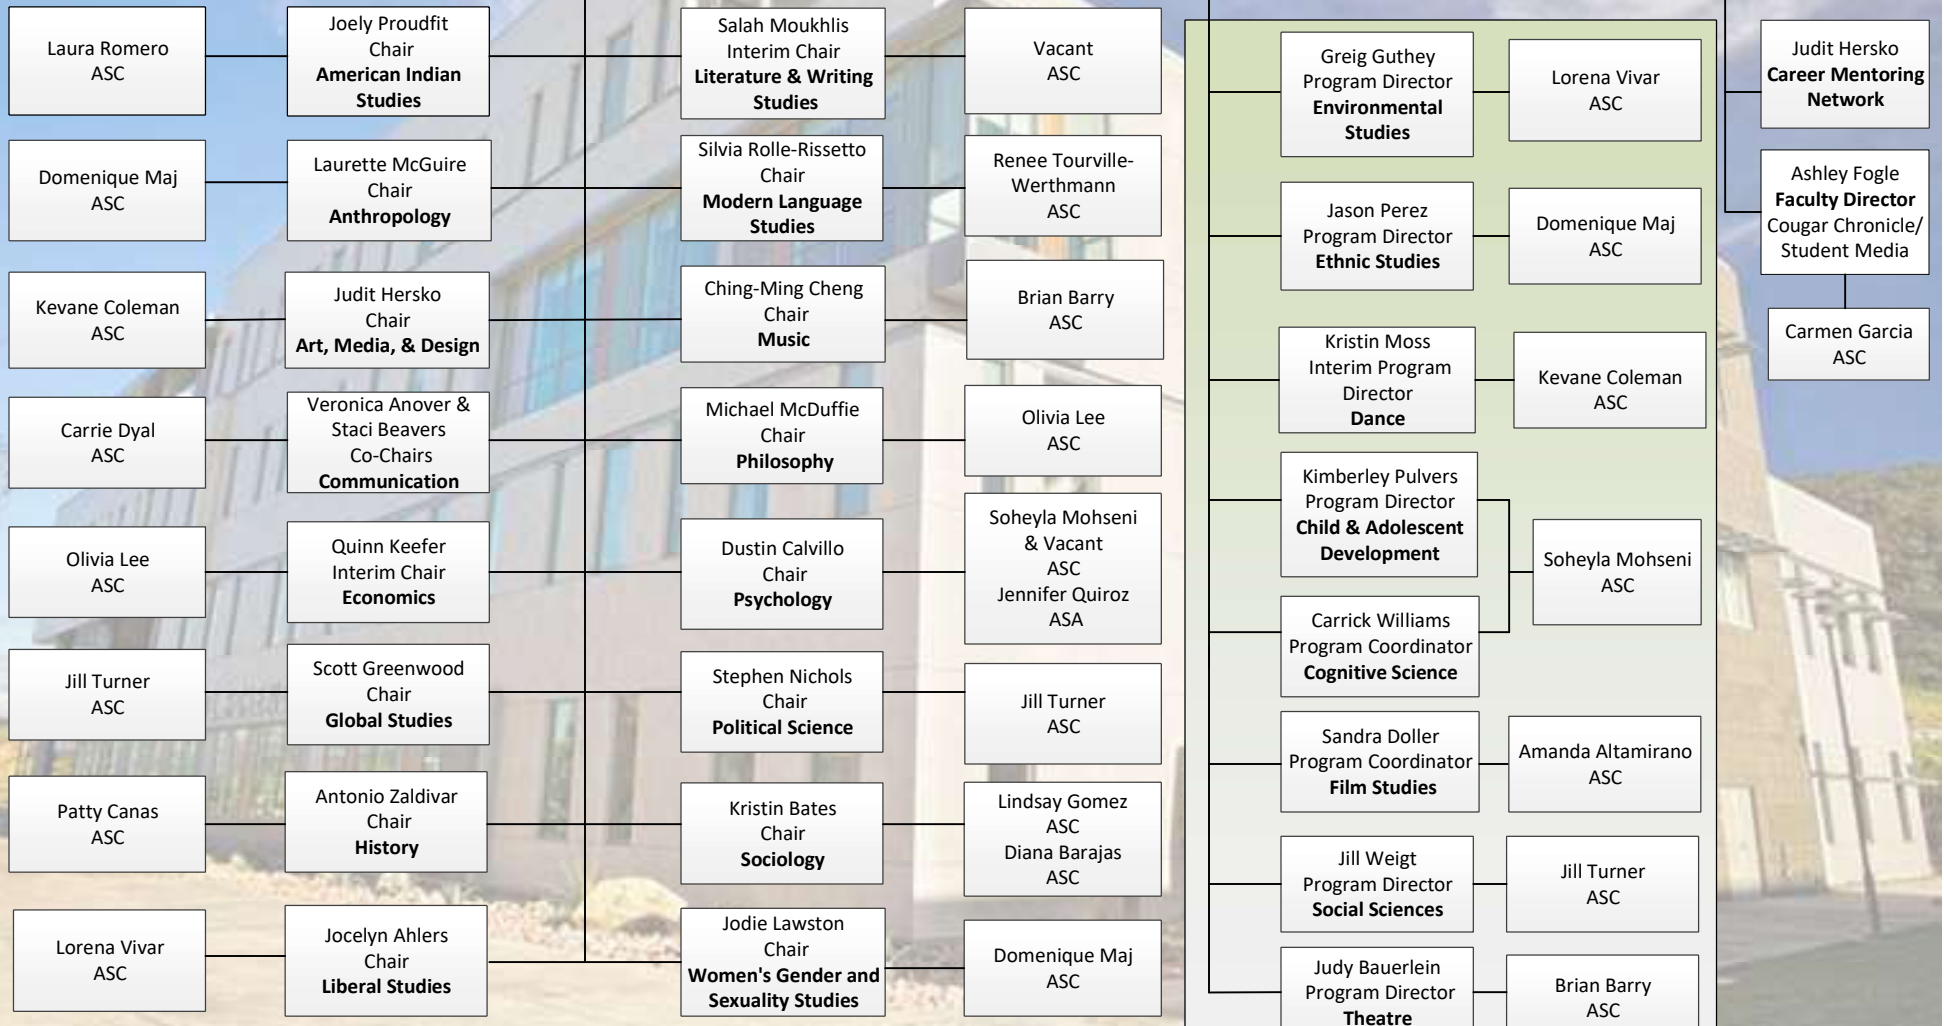 Laura Romero
ASC
Joely Proudfit
Chair
American Indian
Studies
Salah Moukhlis
Interim Chair
Literature & Writing
Studies
Vacant
ASC
Domenique Maj
ASC
Laurette McGuire
Chair
Anthropology
Silvia Rolle-Rissetto
Chair
Modern Language
Studies
Renee Tourville-
Werthmann
ASC
Kevane Coleman
ASC
Judit Hersko
Chair
Art, Media, & Design
Ching-Ming Cheng
Chair
Music
Brian Barry
ASC
Carrie Dyal
ASC
Veronica Anover &
Staci Beavers
Co-Chairs
Communication
Michael McDuffie
Chair
Philosophy
Olivia Lee
ASC
Olivia Lee
ASC
Quinn Keefer
Interim Chair
Economics
Dustin Calvillo
Chair
Psychology
Soheyla Mohseni
& Vacant
ASC
Jennifer Quiroz
ASA
Jill Turner
ASC
Scott Greenwood
Chair
Global Studies
Stephen Nichols
Chair
Political Science
Jill Turner
ASC
Patty Canas
ASC
Antonio Zaldivar
Chair
History
Kristin Bates
Chair
Sociology
Lindsay Gomez
ASC
Diana Barajas
ASC
Lorena Vivar
ASC
Jocelyn Ahlers
Chair
Liberal Studies
Jodie Lawston
Chair
Women's Gender and
Sexuality Studies
Domenique Maj
ASC
Greig Guthey
Program Director
Environmental
Studies
Lorena Vivar
ASC
Jason Perez
Program Director
Ethnic Studies
Domenique Maj
ASC
Kristin Moss
Interim Program
Director
Dance
Kevane Coleman
ASC
Kimberley Pulvers
Program Director
Child & Adolescent
Development
Carrick Williams
Program Coordinator
Cognitive Science
Soheyla Mohseni
ASC
Sandra Doller
Program Coordinator
Film Studies
Amanda Altamirano
ASC
Jill Weigt
Program Director
Social Sciences
Jill Turner
ASC
Judy Bauerlein
Program Director
Theatre
Brian Barry
ASC
Judit Hersko
Career Mentoring
Network
Ashley Fogle
Faculty Director
Cougar Chronicle/
Student Media
Carmen Garcia
ASC